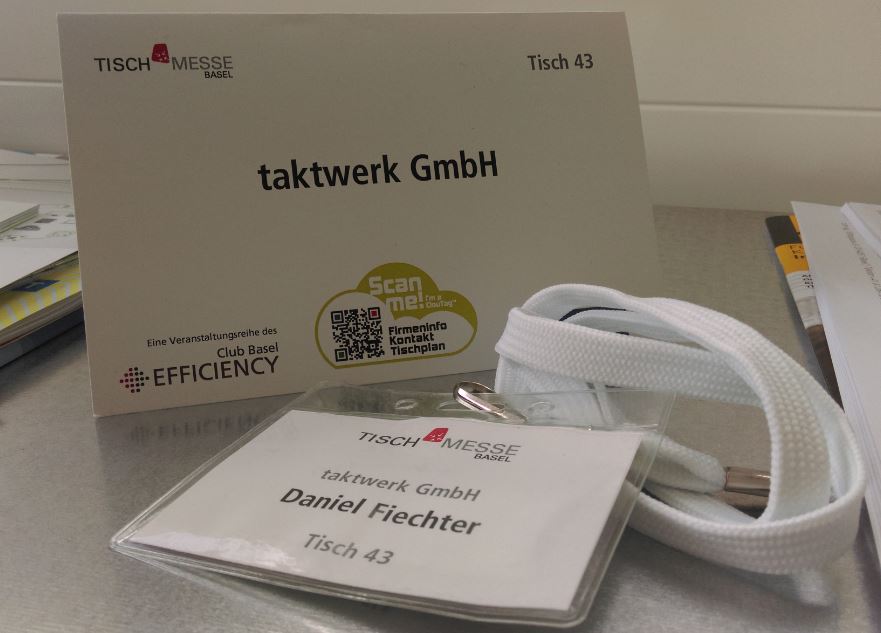 TISCH MESSE
BASEL
Tisch 43
taktwerk GmbH
Scan
me! I'm a
Firmeninfo
Kontakt
Tischplan
Eine Veranstaltungsreihe des
Club Basel
EFFICIENCY
TISCH MESSE
BASEL
taktwerk GmbH
Daniel Fiechter
Tisch 43